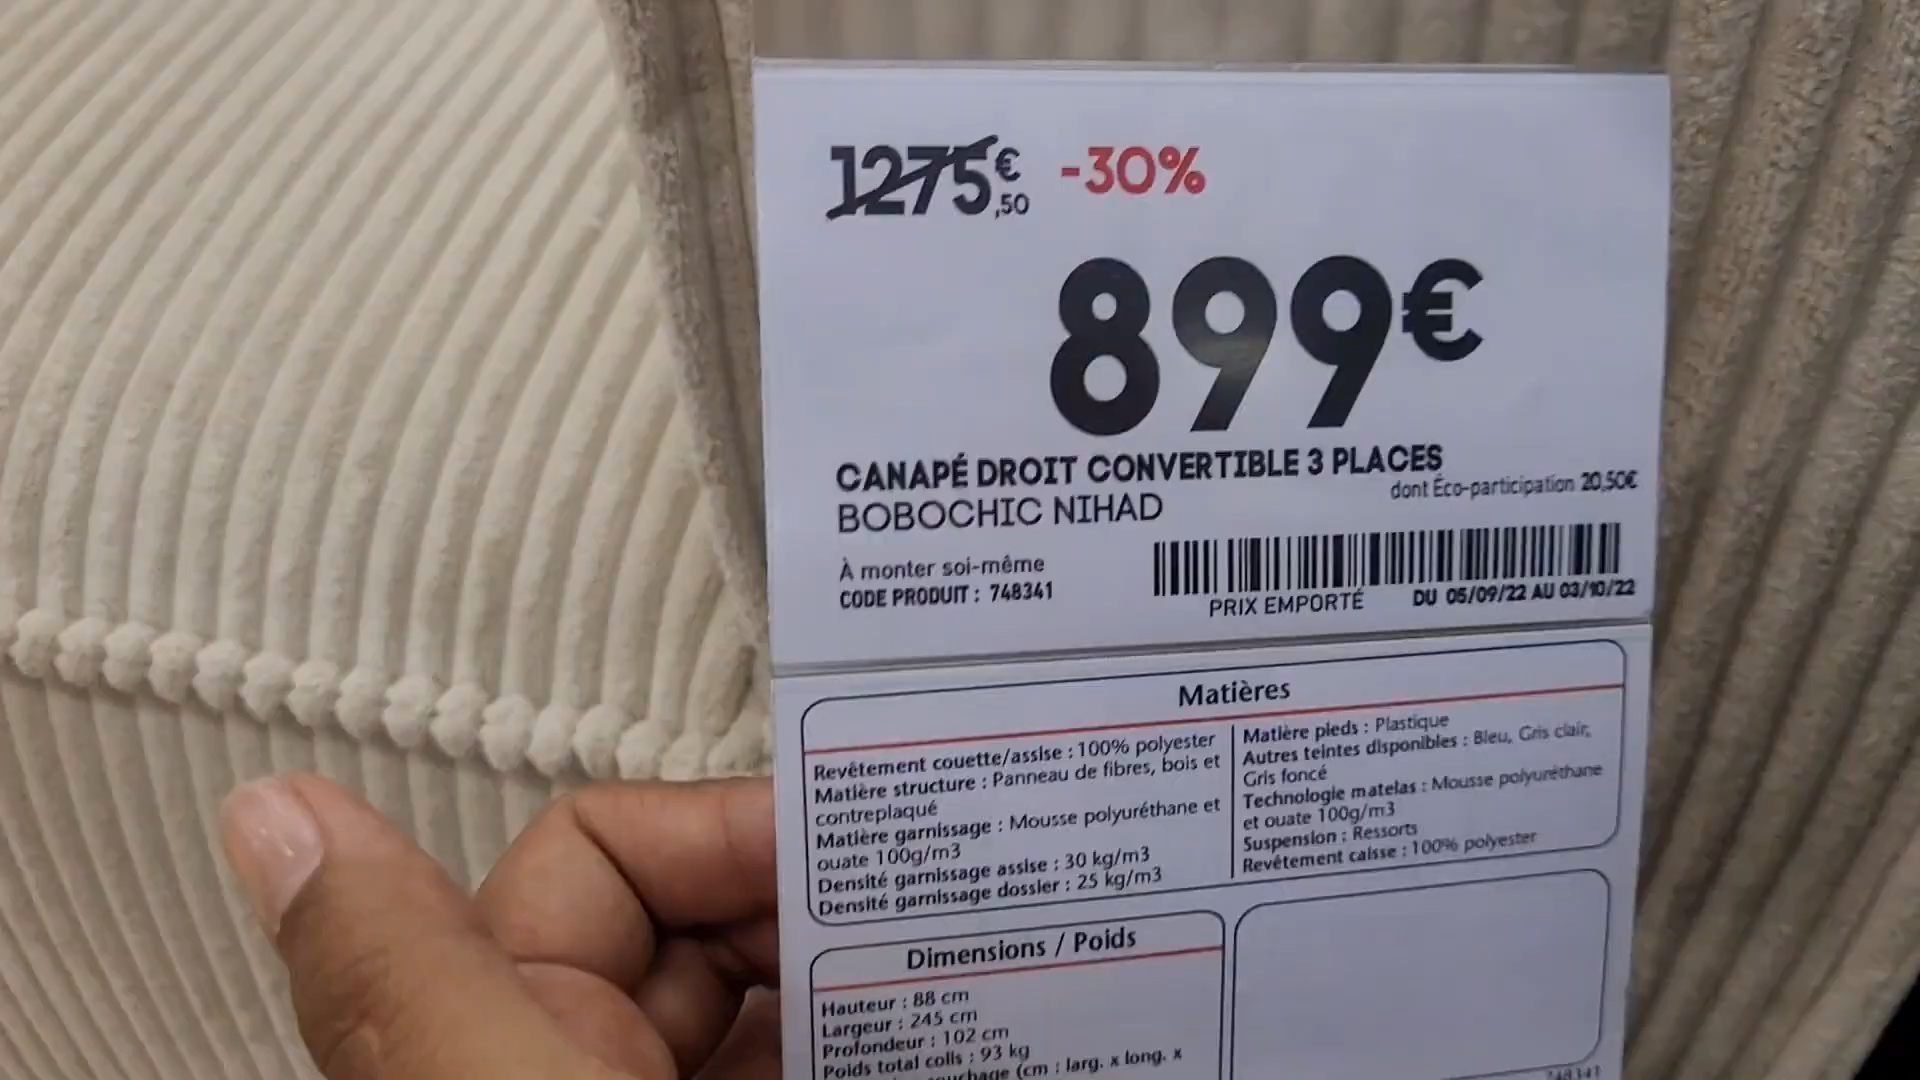 1275€,50 -30%
899€
CANAPÉ DROIT CONVERTIBLE 3 PLACES
dont Éco-participation 20,50€
BOBOCHIC NIHAD
À monter soi-même
CODE PRODUIT : 748341
PRIX EMPORTÉ
DU 05/09/22 AU 03/10/22
Matières
Revêtement couette/assise : 100% polyester
Matière structure : Panneau de fibres, bois et
contreplaqué
Matière garnissage : Mousse polyuréthane et
ouate 100g/m3
Densité garnissage assise : 30 kg/m3
Densité garnissage dossier : 25 kg/m3
Matière pieds : Plastique
Autres teintes disponibles : Bleu, Gris clair,
Gris foncé
Technologie matelas : Mousse polyuréthane
et ouate 100g/m3
Suspension : Ressorts
Revêtement caisse : 100% polyester
Dimensions / Poids
Hauteur : 88 cm
Largeur : 245 cm
Profondeur : 102 cm
Poids total colis : 93 kg
(cm : larg. x long. x
748341